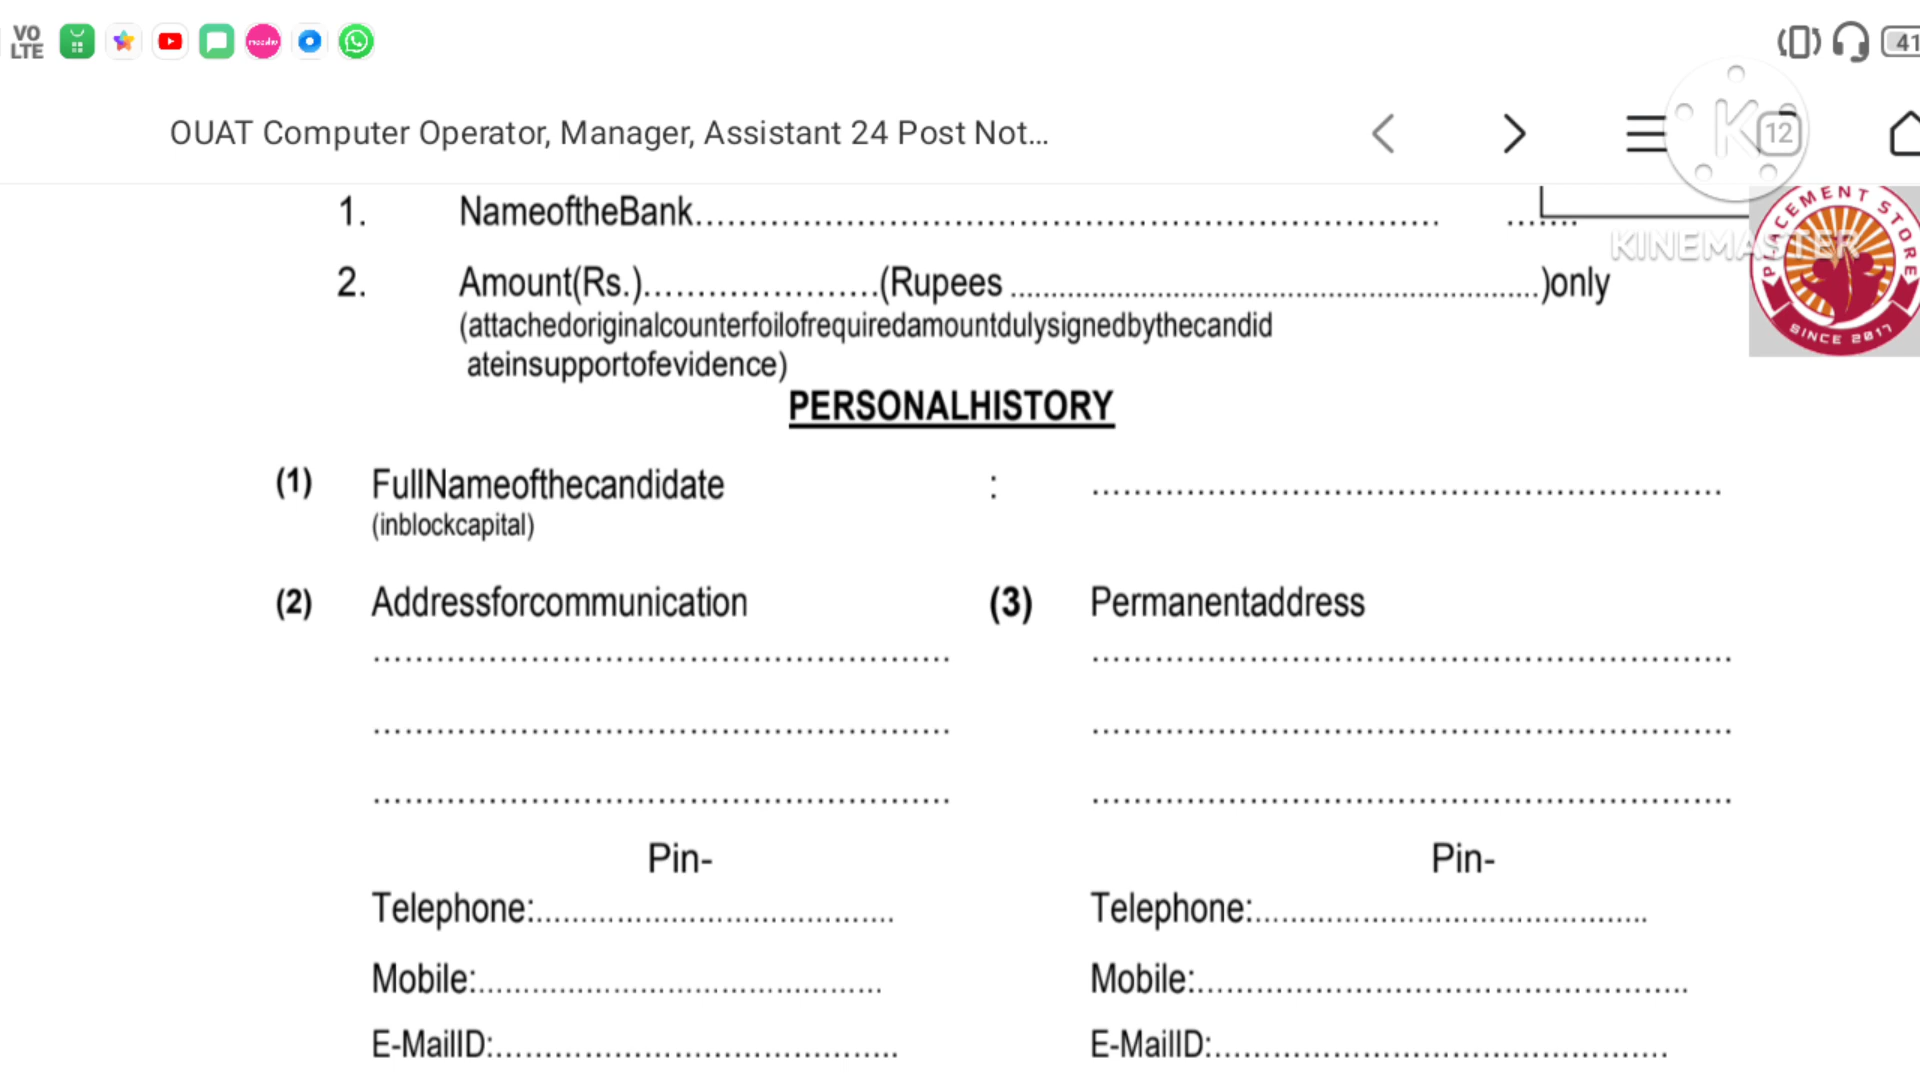 VO
LTE
mosho
41
OUAT Computer Operator, Manager, Assistant 24 Post Not...
12
KINEMASTER
PLACEMENT STORE
SINCE 2017
1. NameoftheBank.......................................................... .......
2. Amount(Rs.)......................(Rupees ..........................................................)only
(attachedoriginalcounterfoilofrequiredamountdulysignedbythecandid
ateinsupportofevidence)
PERSONALHISTORY
(1) FullNameofthecandidate : ............................................................
(inblockcapital)
(2) Addressforcommunication (3) Permanentaddress
....................................................... .............................................................
....................................................... .............................................................
....................................................... .............................................................
Pin- Pin-
Telephone:........................................ Telephone:...........................................
Mobile:............................................. Mobile:.....................................................
E-MailID:........................................... E-MailID:.................................................